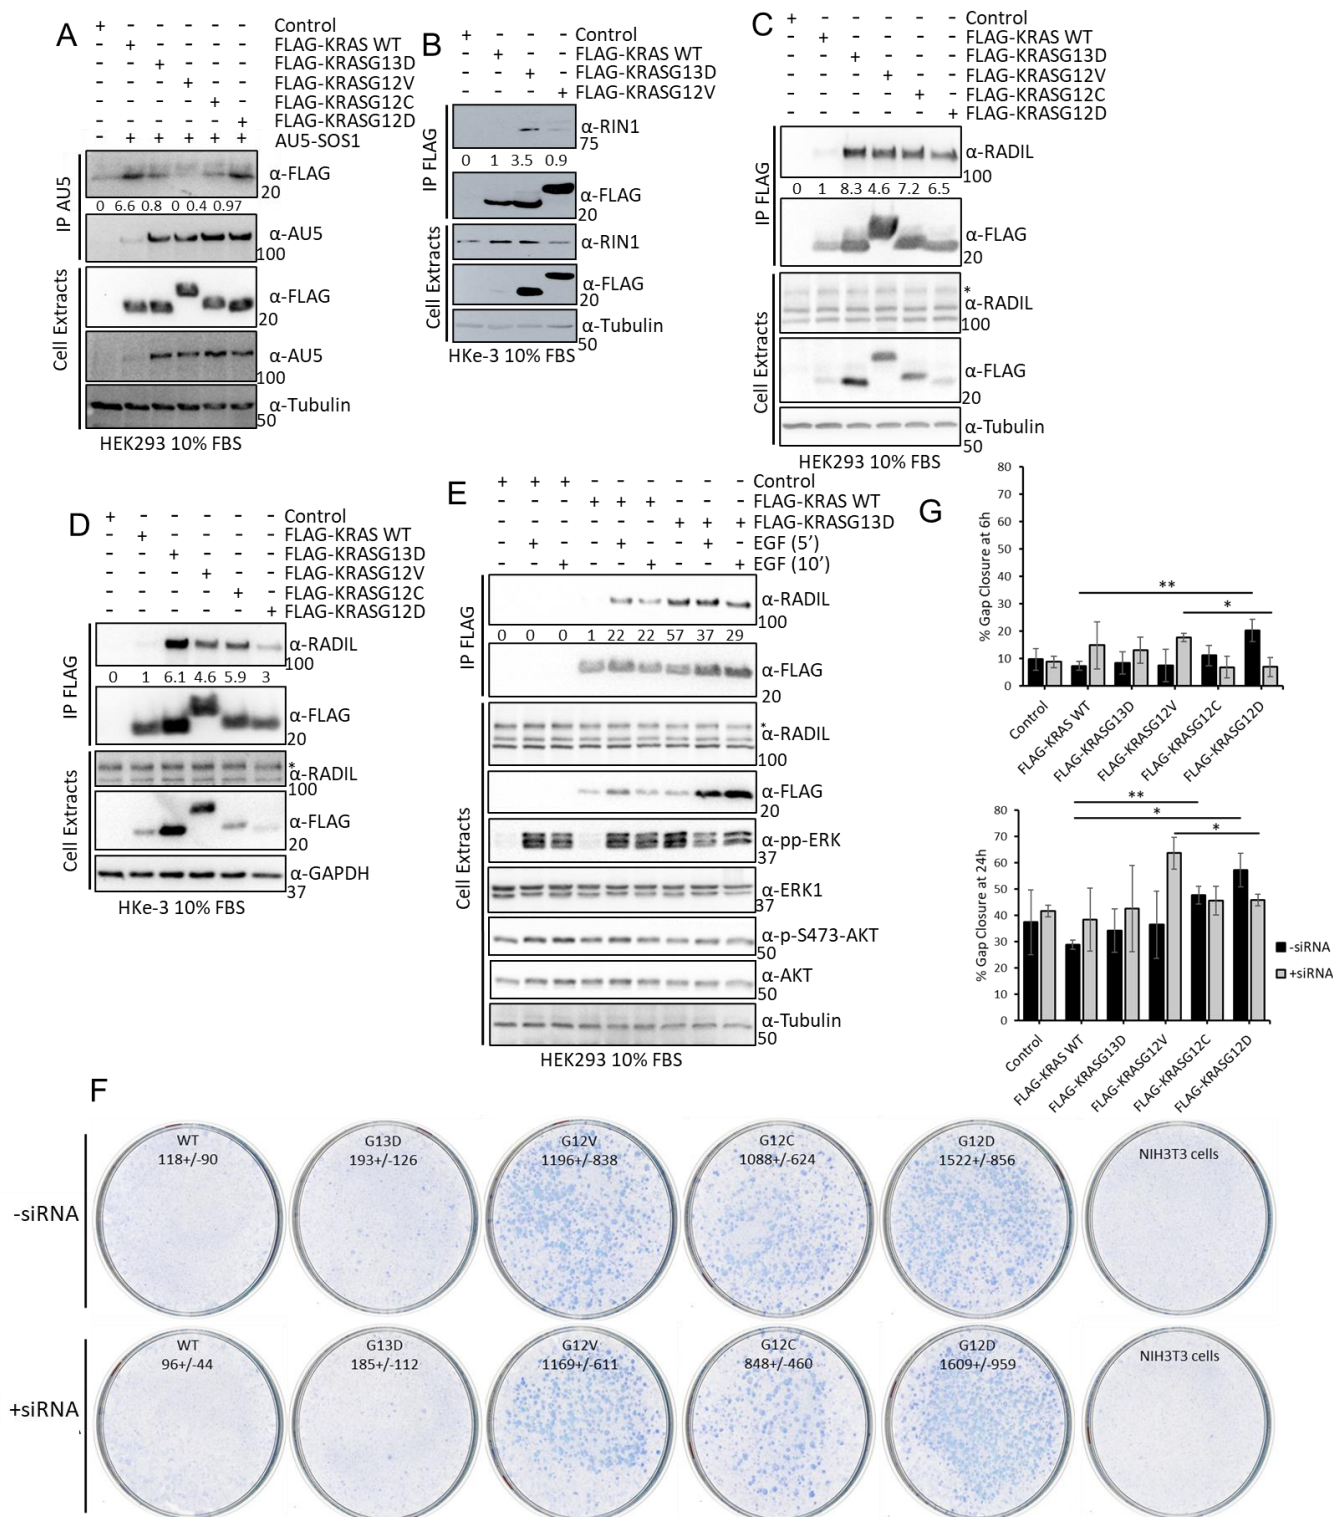 A
+ - - - - - Control
- + - - - - FLAG-KRAS WT
- - + - - - FLAG-KRASG13D
- - - + - - FLAG-KRASG12V
- - - - + - FLAG-KRASG12C
- - - - - + FLAG-KRASG12D
- + + + + + AU5-SOS1
IP AU5
α-FLAG
20
0 6.6 0.8 0 0.4 0.97
α-AU5
100
Cell Extracts
α-FLAG
20
α-AU5
100
α-Tubulin
50
HEK293 10% FBS
B
+ - - - Control
- + - - FLAG-KRAS WT
- - + - FLAG-KRASG13D
- - - + FLAG-KRASG12V
IP FLAG
α-RIN1
75
0 1 3.5 0.9
α-FLAG
20
Cell Extracts
α-RIN1
α-FLAG
20
α-Tubulin
50
HKe-3 10% FBS
C
+ - - - - - Control
- + - - - - FLAG-KRAS WT
- - + - - - FLAG-KRASG13D
- - - + - - FLAG-KRASG12V
- - - - + - FLAG-KRASG12C
- - - - - + FLAG-KRASG12D
IP FLAG
α-RADIL
100
0 1 8.3 4.6 7.2 6.5
α-FLAG
20
Cell Extracts
*
α-RADIL
100
α-FLAG
20
α-Tubulin
50
HEK293 10% FBS
D
+ - - - - - Control
- + - - - - FLAG-KRAS WT
- - + - - - FLAG-KRASG13D
- - - + - - FLAG-KRASG12V
- - - - + - FLAG-KRASG12C
- - - - - + FLAG-KRASG12D
IP FLAG
α-RADIL
100
0 1 6.1 4.6 5.9 3
α-FLAG
20
Cell Extracts
*
α-RADIL
100
α-FLAG
20
α-GAPDH
37
HKe-3 10% FBS
E
+ + + - - - - - - Control
- - - + + + - - - FLAG-KRAS WT
- - - - - - + + + FLAG-KRASG13D
- + - - + - - + - EGF (5')
- - + - - + - - + EGF (10')
IP FLAG
α-RADIL
100
0 0 0 1 22 22 57 37 29
α-FLAG
20
Cell Extracts
*
α-RADIL
100
α-FLAG
20
α-pp-ERK
37
α-ERK1
37
α-p-S473-AKT
50
α-AKT
50
α-Tubulin
50
HEK293 10% FBS
G
% Gap Closure at 6h
80
70
60
50
40
30
20
10
0
**
*
Control
FLAG-KRAS WT
FLAG-KRASG13D
FLAG-KRASG12V
FLAG-KRASG12C
FLAG-KRASG12D
% Gap Closure at 24h
80
70
60
50
40
30
20
10
0
**
*
*
Control
FLAG-KRAS WT
FLAG-KRASG13D
FLAG-KRASG12V
FLAG-KRASG12C
FLAG-KRASG12D
-siRNA
+siRNA
F
-siRNA
WT
118+/-90
G13D
193+/-126
G12V
1196+/-838
G12C
1088+/-624
G12D
1522+/-856
NIH3T3 cells
+siRNA
WT
96+/-44
G13D
185+/-112
G12V
1169+/-611
G12C
848+/-460
G12D
1609+/-959
NIH3T3 cells